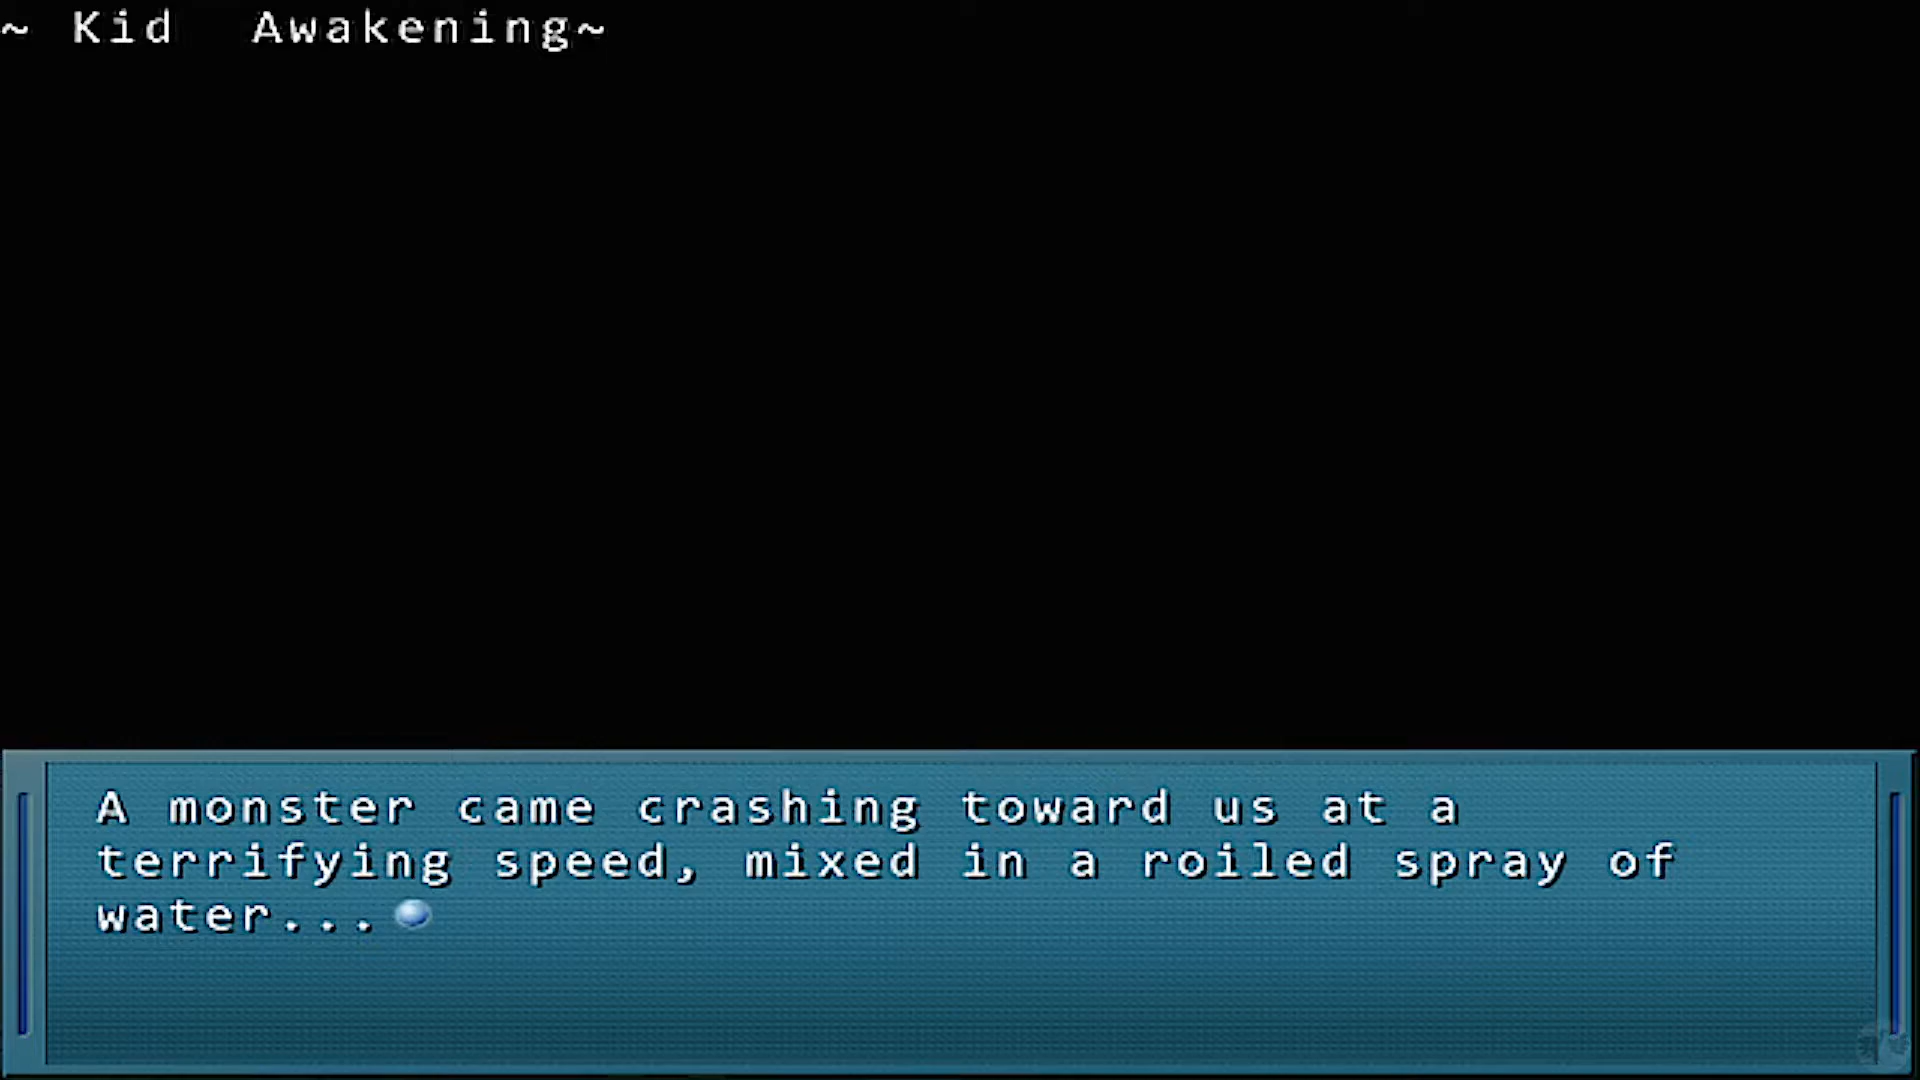 ~ Kid  Awakening~
A monster came crashing toward us at a
terrifying speed, mixed in a roiled spray of
water...